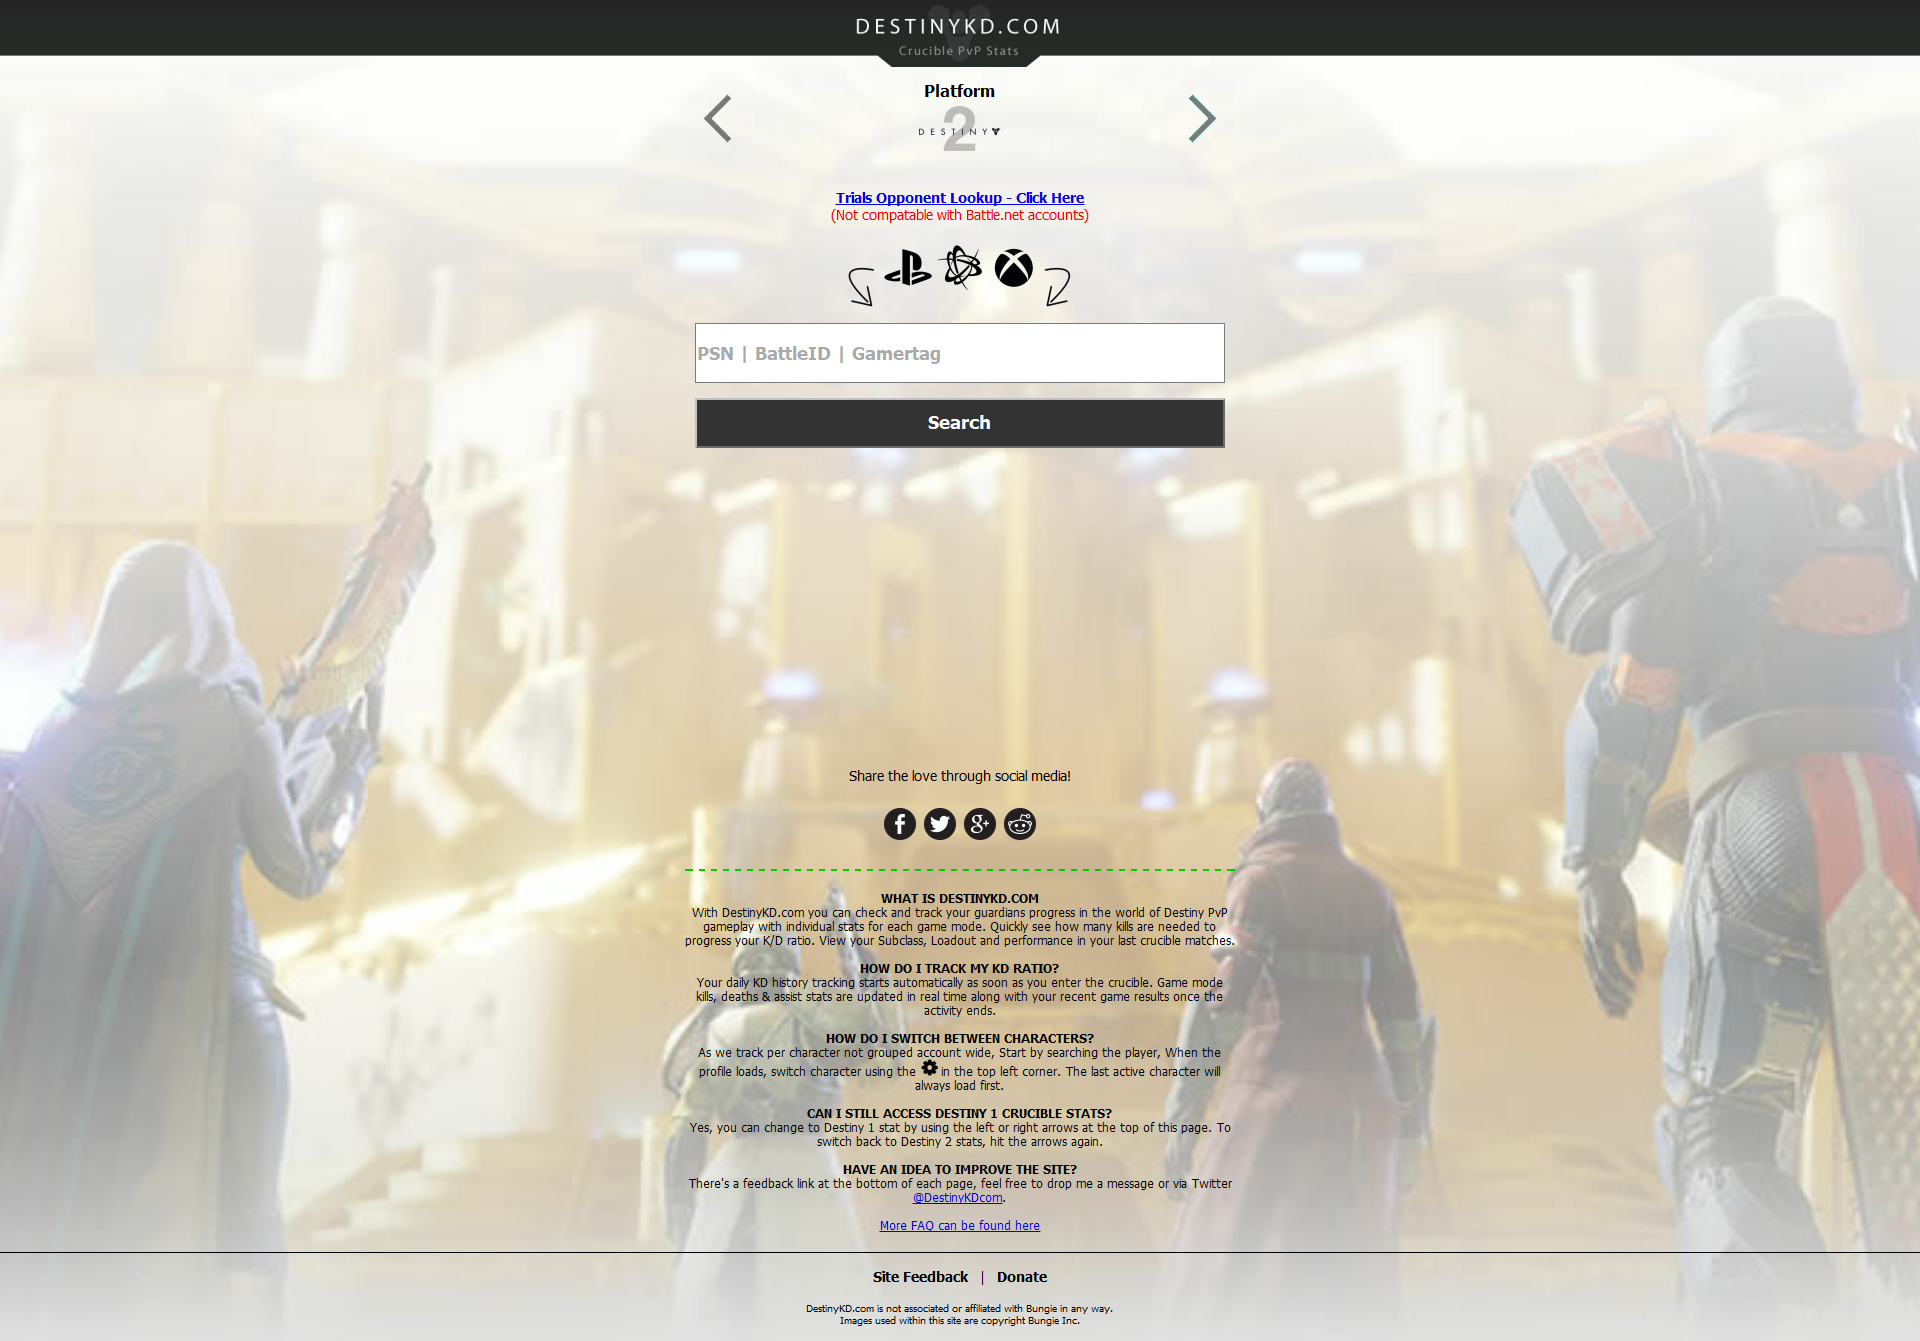 DESTINYKD.COM
Crucible PvP Stats
Platform
DESTINY
2
Trials Opponent Lookup - Click Here
(Not compatable with Battle.net accounts)
PSN | BattleID | Gamertag
Search
Share the love through social media!
WHAT IS DESTINYKD.COM
With DestinyKD.com you can check and track your guardians progress in the world of Destiny PvP
gameplay with individual stats for each game mode. Quickly see how many kills are needed to
progress your K/D ratio. View your Subclass, Loadout and performance in your last crucible matches.
HOW DO I TRACK MY KD RATIO?
Your daily KD history tracking starts automatically as soon as you enter the crucible. Game mode
kills, deaths & assist stats are updated in real time along with your recent game results once the
activity ends.
HOW DO I SWITCH BETWEEN CHARACTERS?
As we track per character not grouped account wide, Start by searching the player, When the
profile loads, switch character using the in the top left corner. The last active character will
always load first.
CAN I STILL ACCESS DESTINY 1 CRUCIBLE STATS?
Yes, you can change to Destiny 1 stat by using the left or right arrows at the top of this page. To
switch back to Destiny 2 stats, hit the arrows again.
HAVE AN IDEA TO IMPROVE THE SITE?
There's a feedback link at the bottom of each page, feel free to drop me a message or via Twitter
@DestinyKDcom.
More FAQ can be found here
Site Feedback | Donate
DestinyKD.com is not associated or affiliated with Bungie in any way.
Images used within this site are copyright Bungie Inc.